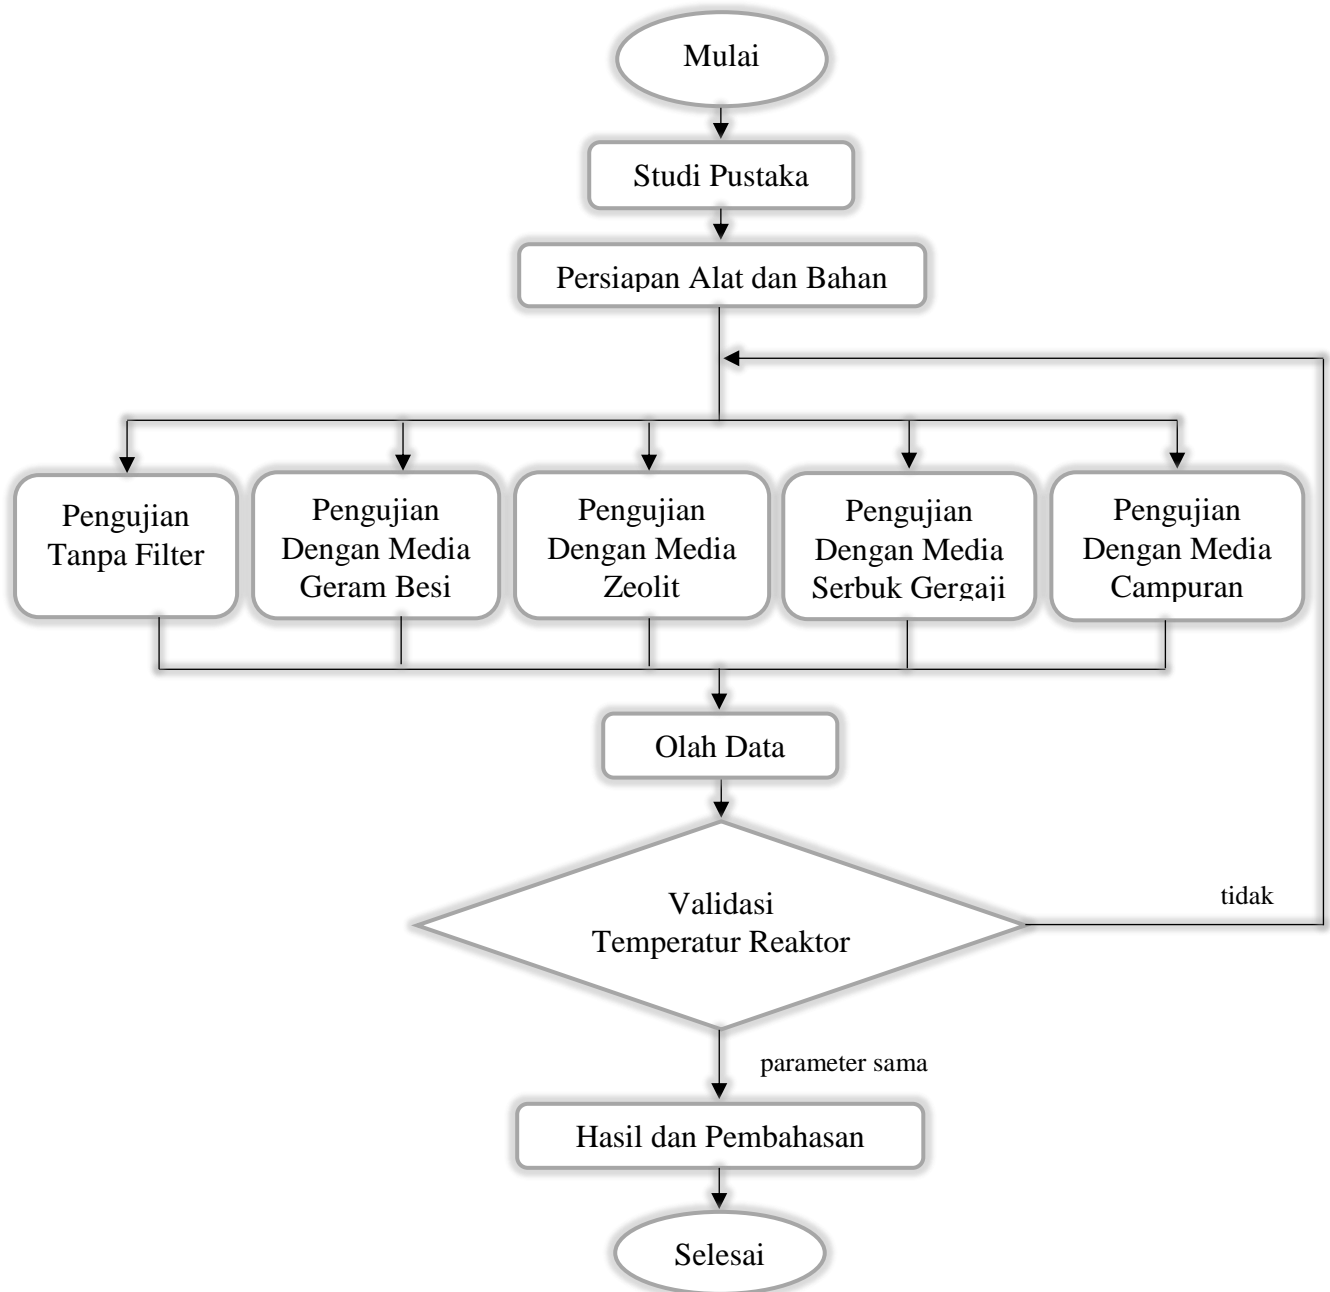 Mulai
Studi Pustaka
Persiapan Alat dan Bahan
Pengujian
Tanpa Filter
Pengujian
Dengan Media
Geram Besi
Pengujian
Dengan Media
Zeolit
Pengujian
Dengan Media
Serbuk Gergaji
Pengujian
Dengan Media
Campuran
Olah Data
Validasi
Temperatur Reaktor
tidak
parameter sama
Hasil dan Pembahasan
Selesai